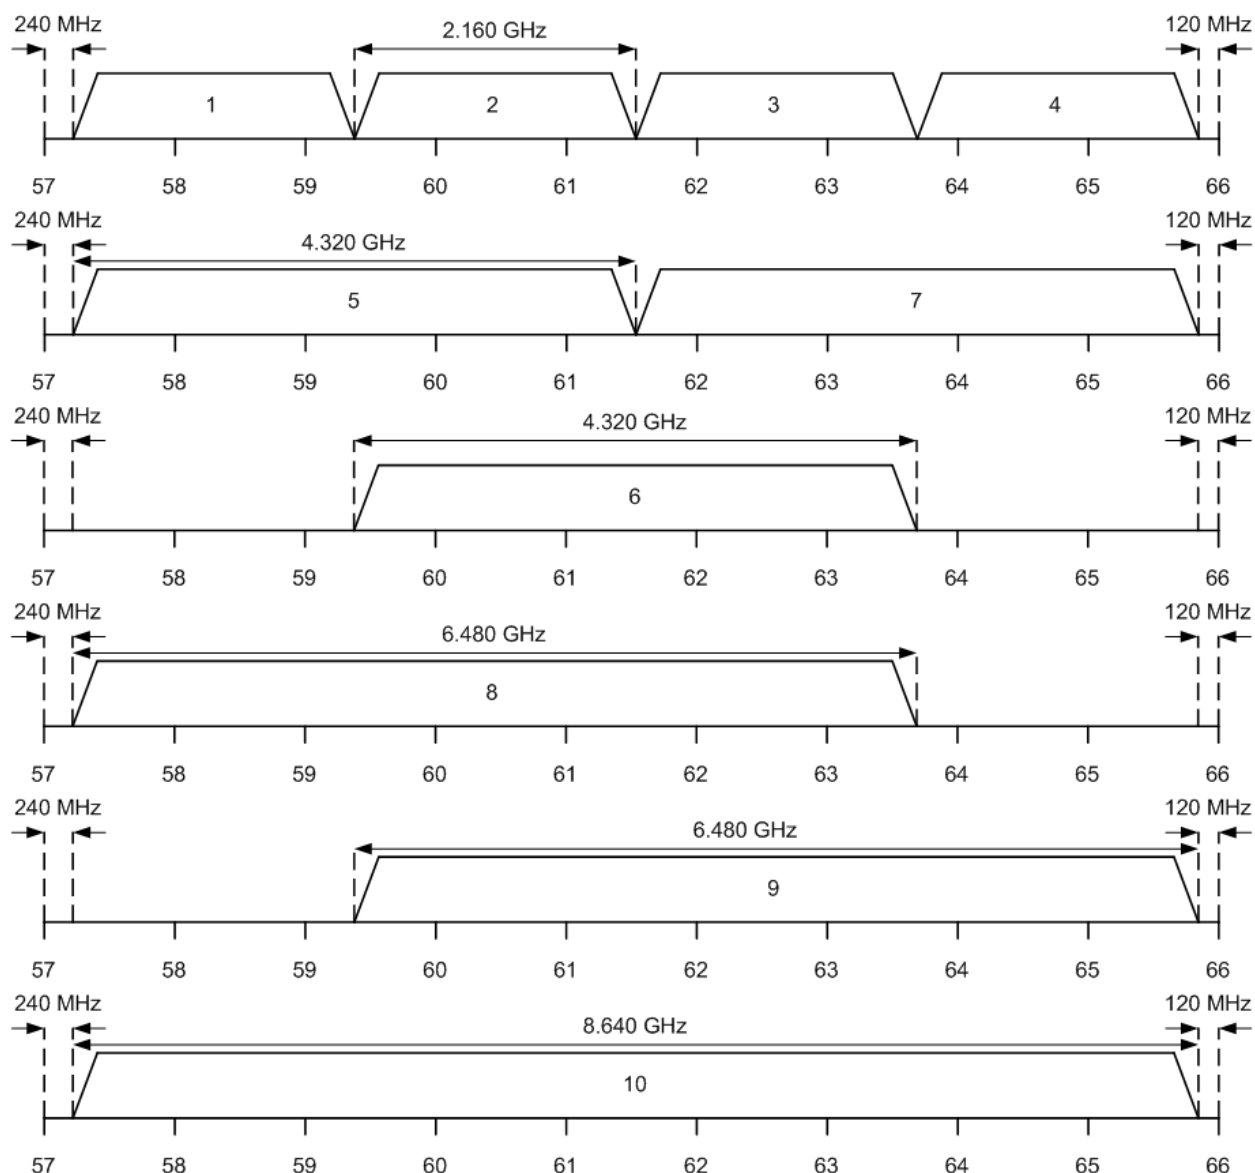 240 MHz 2.160 GHz 120 MHz
1 2 3 4
57 58 59 60 61 62 63 64 65 66
240 MHz 4.320 GHz 120 MHz
5 7
57 58 59 60 61 62 63 64 65 66
240 MHz 4.320 GHz 120 MHz
6
57 58 59 60 61 62 63 64 65 66
240 MHz 6.480 GHz 120 MHz
8
57 58 59 60 61 62 63 64 65 66
240 MHz 6.480 GHz 120 MHz
9
57 58 59 60 61 62 63 64 65 66
240 MHz 8.640 GHz 120 MHz
10
57 58 59 60 61 62 63 64 65 66